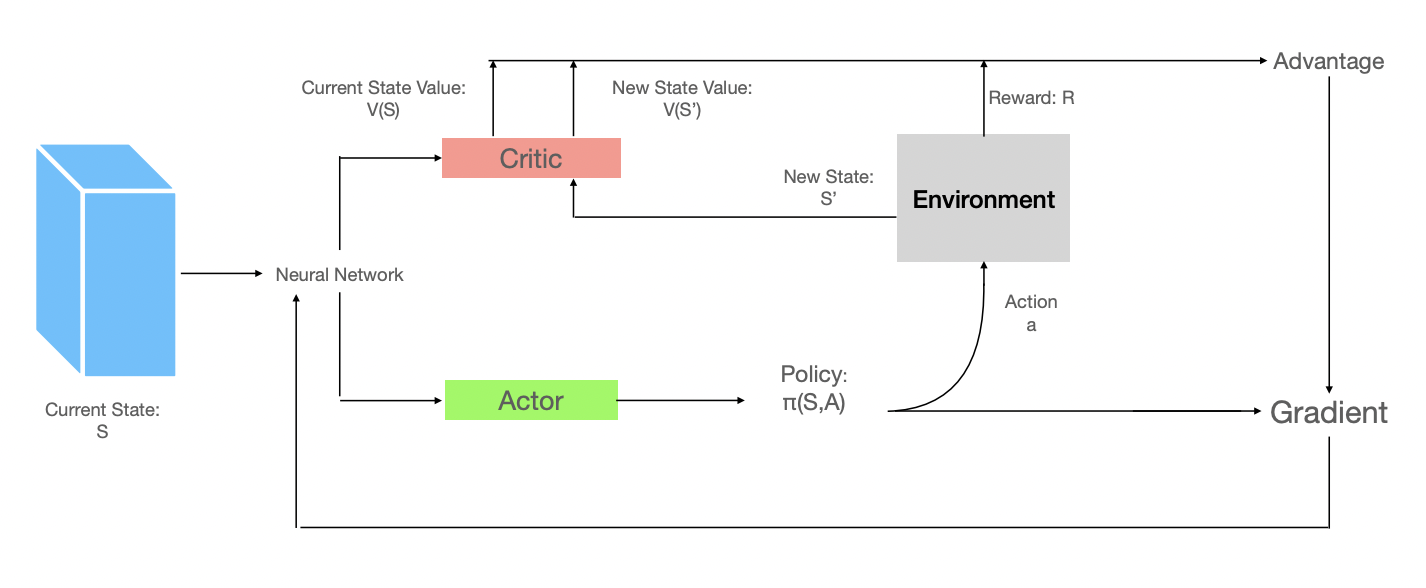 Advantage
Current State Value:
V(S)
New State Value:
V(S’)
Reward: R
Critic
New State:
S’
Environment
Neural Network
Action
a
Policy:
π(S,A)
Actor
Gradient
Current State:
S